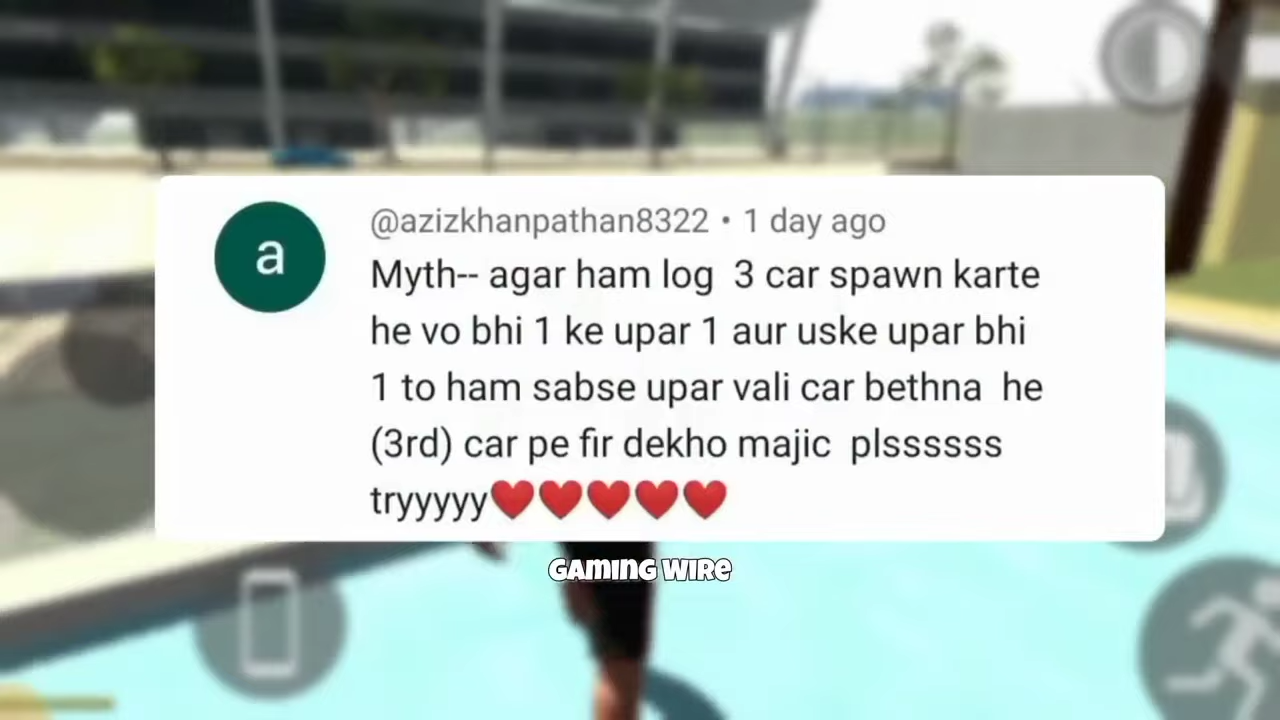 a
@azizkhanpathan8322 • 1 day ago
Myth-- agar ham log 3 car spawn karte
he vo bhi 1 ke upar 1 aur uske upar bhi
1 to ham sabse upar vali car bethna he
(3rd) car pe fir dekho majic plssssss
tryyyyy❤️❤️❤️❤️❤️
GAMING WIRE